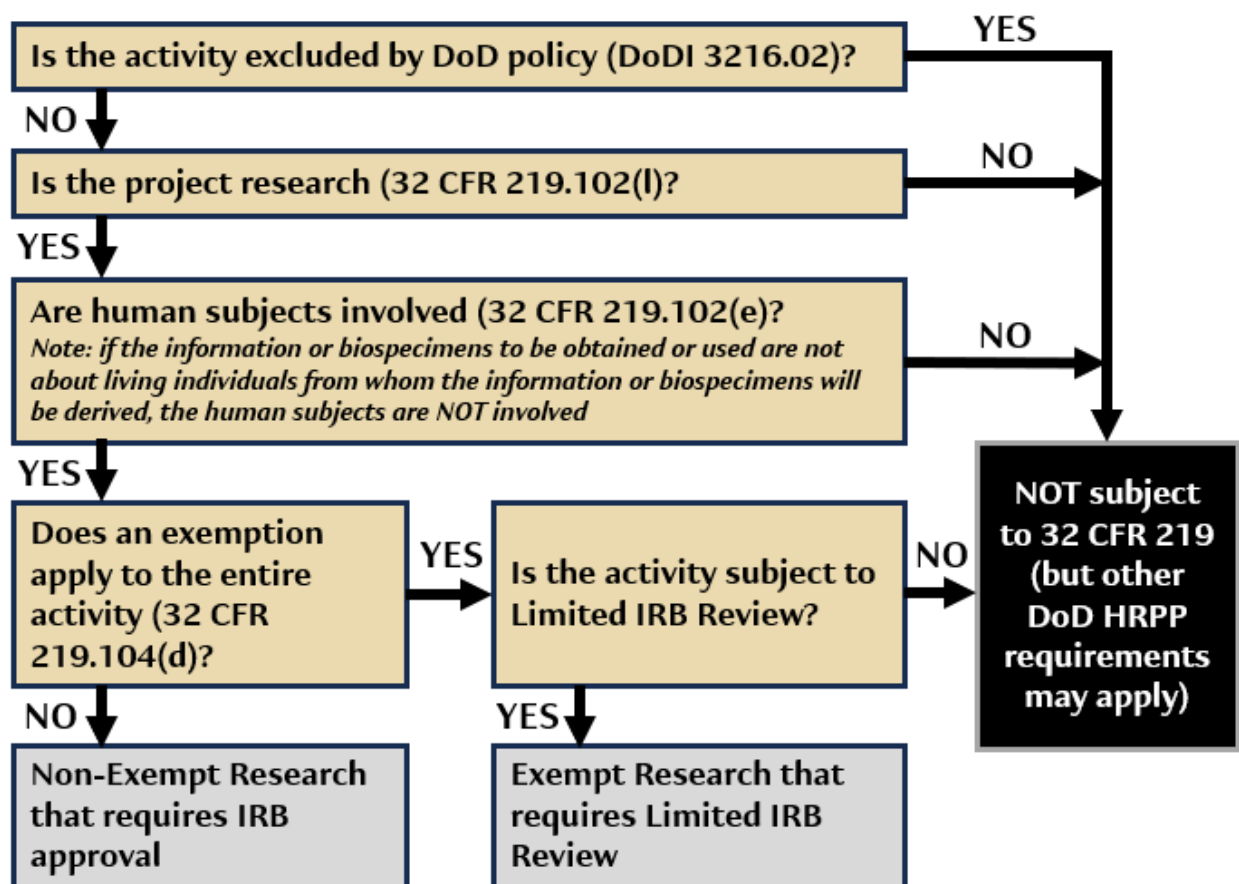 YES
Is the activity excluded by DoD policy (DoDI 3216.02)?
NO
Is the project research (32 CFR 219.102(l)?
NO
YES
Are human subjects involved (32 CFR 219.102(e)?
Note: if the information or biospecimens to be obtained or used are not
about living individuals from whom the information or biospecimens will
be derived, the human subjects are NOT involved
NO
YES
Does an exemption
apply to the entire
activity (32 CFR
219.104(d)?
YES
Is the activity subject to
Limited IRB Review?
NO
NOT subject
to 32 CFR 219
(but other
DoD HRPP
requirements
may apply)
NO
Non-Exempt Research
that requires IRB
approval
YES
Exempt Research that
requires Limited IRB
Review